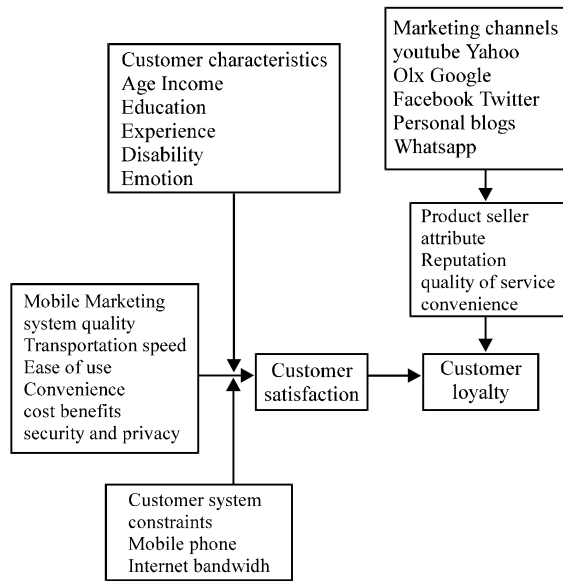 Customer characteristics
Age Income
Education
Experience
Disability
Emotion
Marketing channels
youtube Yahoo
Olx Google
Facebook Twitter
Personal blogs
Whatsapp
Product seller
attribute
Reputation
quality of service
convenience
Mobile Marketing
system quality
Transportation speed
Ease of use
Convenience
cost benefits
security and privacy
Customer
satisfaction
Customer
loyalty
Customer system
constraints
Mobile phone
Internet bandwidh